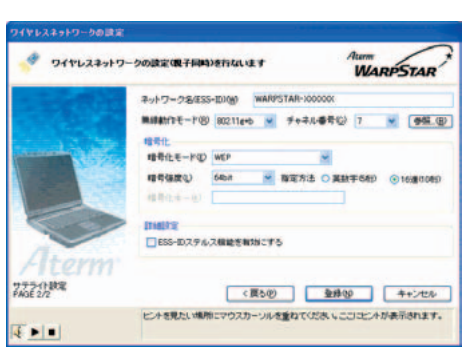 ワイヤレスネットワークの設定
ワイヤレスネットワークの設定(親子同時)を行ないます
Aterm
WARPSTAR
ネットワーク名(ESS-ID)(W) WARPSTAR-XXXXXX
無線動作モード(R) 802.11g+b チャネル番号(C) 7 参照(B)
暗号化
暗号化モード(E) WEP
暗号強度(L) 64bit 指定方法 英数字(5桁) 16進(10桁)
暗号化キー(K)
詳細設定
ESS-IDステルス機能を有効にする
Aterm
サテライト設定
PAGE 2/2
< 戻る(P) 登録(N) キャンセル
ヒントを見たい場所にマウスカーソルを重ねてください。ここにヒントが表示されます。